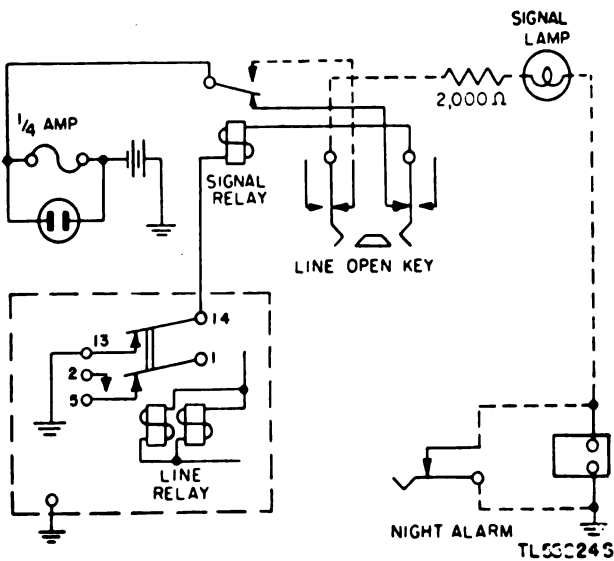 SIGNAL
LAMP
2,000 Ω
1/4 AMP
SIGNAL
RELAY
LINE OPEN KEY
14
13
1
2
5
LINE
RELAY
NIGHT ALARM